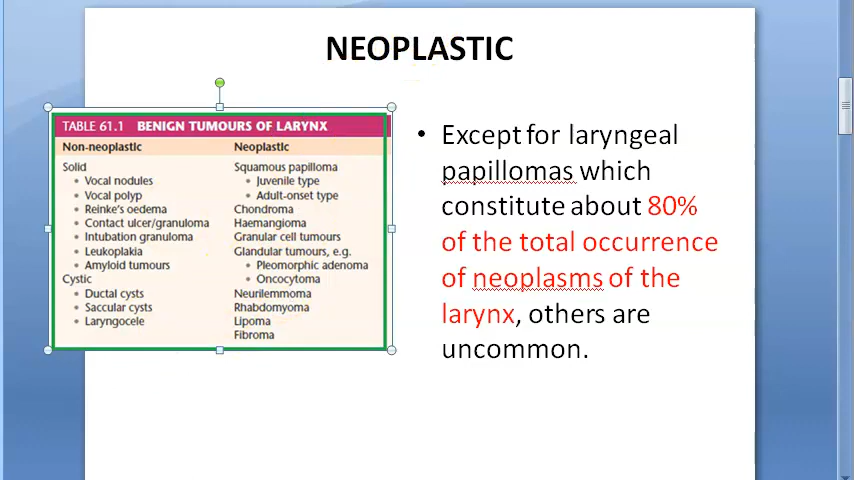 NEOPLASTIC
TABLE 61.1 BENIGN TUMOURS OF LARYNX
Non-neoplastic Neoplastic
Solid Squamous papilloma
• Vocal nodules • Juvenile type
• Vocal polyp • Adult-onset type
• Reinke's oedema Chondroma
• Contact ulcer/granuloma Haemangioma
• Intubation granuloma Granular cell tumours
• Leukoplakia Glandular tumours, e.g.
• Amyloid tumours • Pleomorphic adenoma
Cystic • Oncocytoma
• Ductal cysts Neurilemmoma
• Saccular cysts Rhabdomyoma
• Laryngocele Lipoma
Fibroma
• Except for laryngeal
papillomas which
constitute about 80%
of the total occurrence
of neoplasms of the
larynx, others are
uncommon.